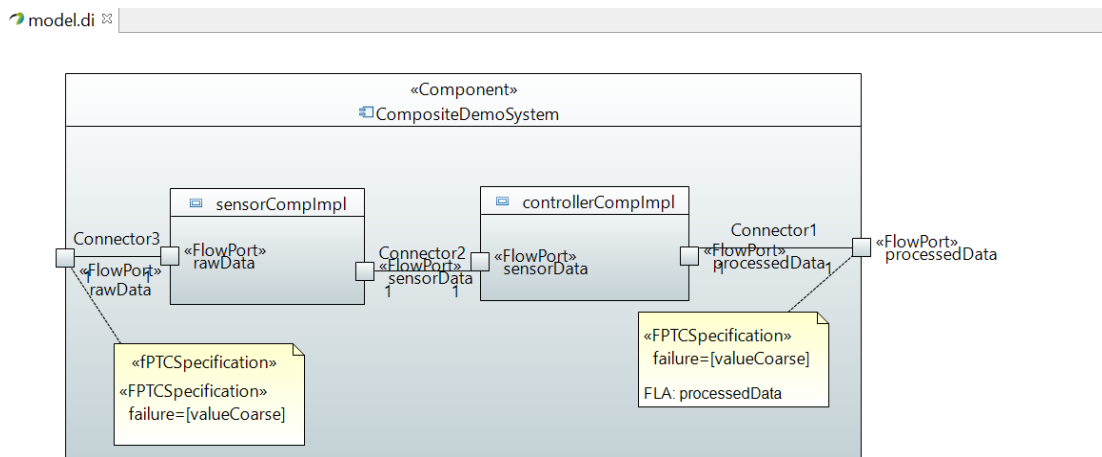 model.di
«Component»
CompositeDemoSystem
sensorCompImpl
controllerCompImpl
Connector3
«FlowPort»
rawData
1
1
«FlowPort»
rawData
Connector2
«FlowPort»
sensorData
1
1
«FlowPort»
sensorData
Connector1
«FlowPort»
processedData
1
1
«FlowPort»
processedData
«fPTCSpecification»
«FPTCSpecification»
failure=[valueCoarse]
«FPTCSpecification»
failure=[valueCoarse]
FLA: processedData